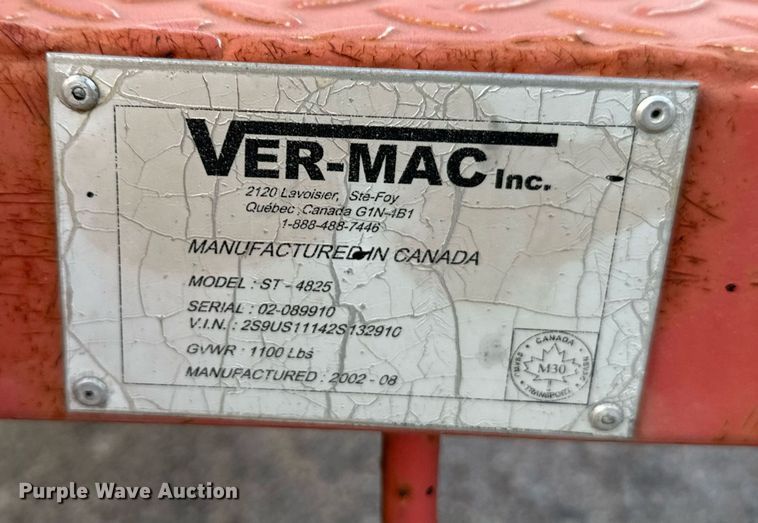 VER-MAC Inc.
2120 Lavoisier, Ste-Foy
Québec, Canada G1N-4B1
1-888-488-7446
MANUFACTURED IN CANADA
MODEL : ST - 4825
SERIAL : 02-089910
V.I.N. : 2S9US11142S132910
GVWR : 1100 Lbs
MANUFACTURED : 2002 - 08
CANADA
M30
TRANSPORT
Purple Wave Auction